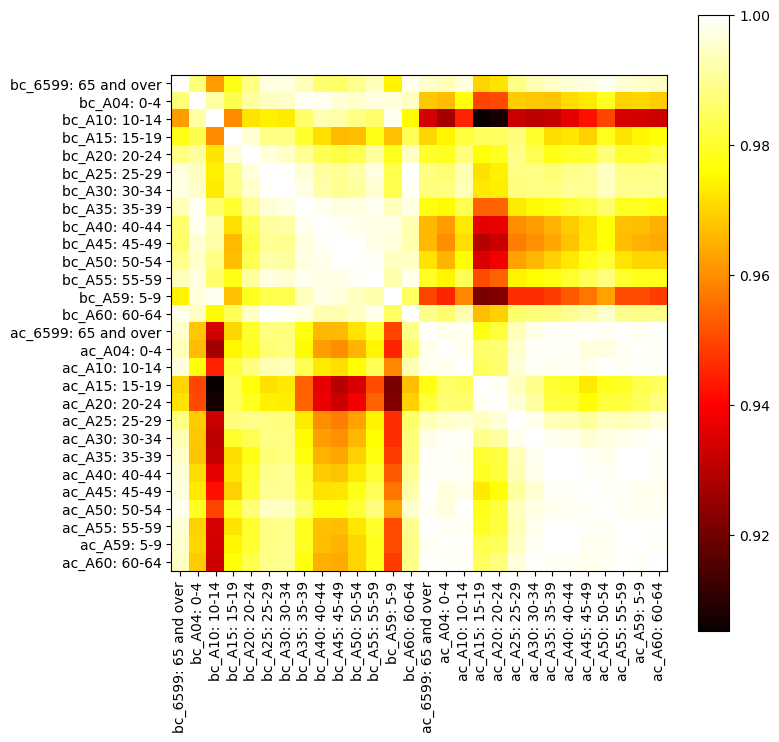 bc_6599: 65 and over
bc_A04: 0-4
bc_A10: 10-14
bc_A15: 15-19
bc_A20: 20-24
bc_A25: 25-29
bc_A30: 30-34
bc_A35: 35-39
bc_A40: 40-44
bc_A45: 45-49
bc_A50: 50-54
bc_A55: 55-59
bc_A59: 5-9
bc_A60: 60-64
ac_6599: 65 and over
ac_A04: 0-4
ac_A10: 10-14
ac_A15: 15-19
ac_A20: 20-24
ac_A25: 25-29
ac_A30: 30-34
ac_A35: 35-39
ac_A40: 40-44
ac_A45: 45-49
ac_A50: 50-54
ac_A55: 55-59
ac_A59: 5-9
ac_A60: 60-64
bc_6599: 65 and over
bc_A04: 0-4
bc_A10: 10-14
bc_A15: 15-19
bc_A20: 20-24
bc_A25: 25-29
bc_A30: 30-34
bc_A35: 35-39
bc_A40: 40-44
bc_A45: 45-49
bc_A50: 50-54
bc_A55: 55-59
bc_A59: 5-9
bc_A60: 60-64
ac_6599: 65 and over
ac_A04: 0-4
ac_A10: 10-14
ac_A15: 15-19
ac_A20: 20-24
ac_A25: 25-29
ac_A30: 30-34
ac_A35: 35-39
ac_A40: 40-44
ac_A45: 45-49
ac_A50: 50-54
ac_A55: 55-59
ac_A59: 5-9
ac_A60: 60-64
1.00
0.98
0.96
0.94
0.92